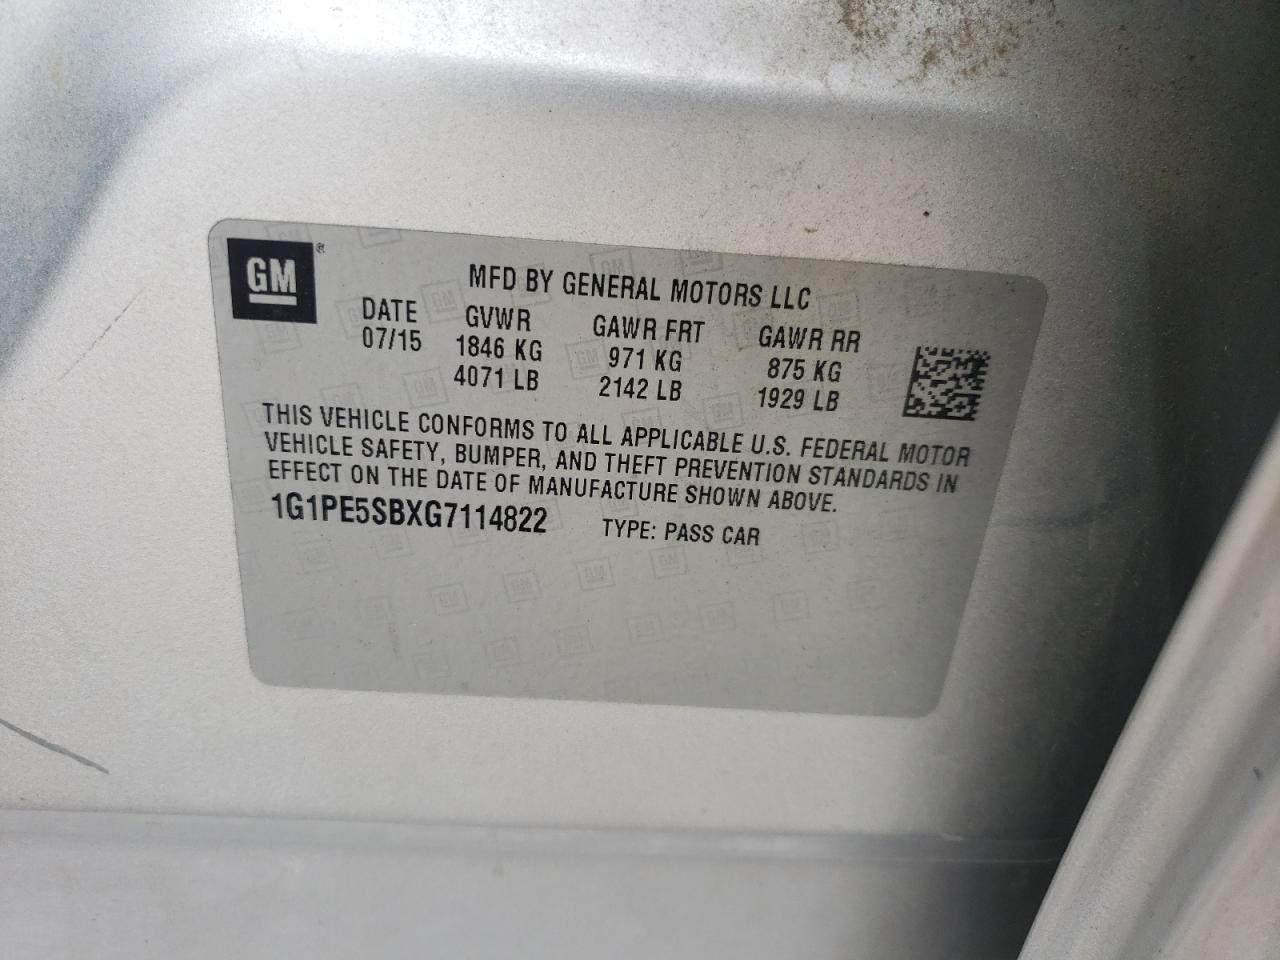 GM ®
MFD BY GENERAL MOTORS LLC
DATE GVWR GAWR FRT GAWR RR
07/15 1846 KG 971 KG 875 KG
4071 LB 2142 LB 1929 LB
THIS VEHICLE CONFORMS TO ALL APPLICABLE U.S. FEDERAL MOTOR
VEHICLE SAFETY, BUMPER, AND THEFT PREVENTION STANDARDS IN
EFFECT ON THE DATE OF MANUFACTURE SHOWN ABOVE.
1G1PE5SBXG7114822 TYPE: PASS CAR